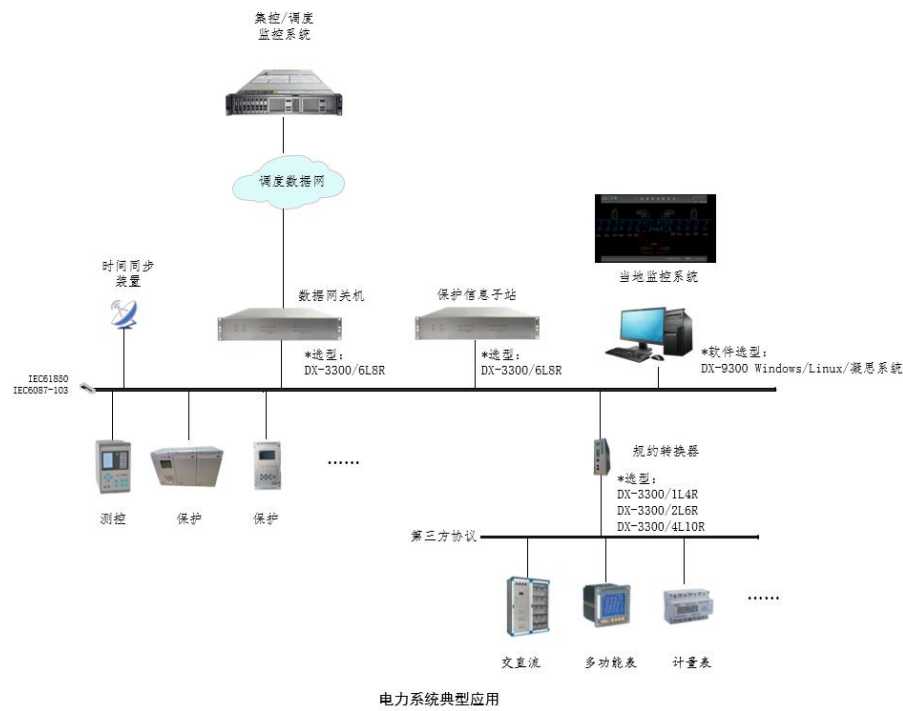 集控/调度
监控系统
调度数据网
时间同步
装置
数据网关机
保护信息子站
当地监控系统
*选型:
DX-3300/6L8R
*选型:
DX-3300/6L8R
*软件选型:
DX-9300 Windows/Linux/凝思系统
IEC61850
IEC6087-103
测控
保护
保护
......
规约转换器
*选型:
DX-3300/1L4R
DX-3300/2L6R
DX-3300/4L10R
第三方协议
交直流
多功能表
计量表
......
电力系统典型应用